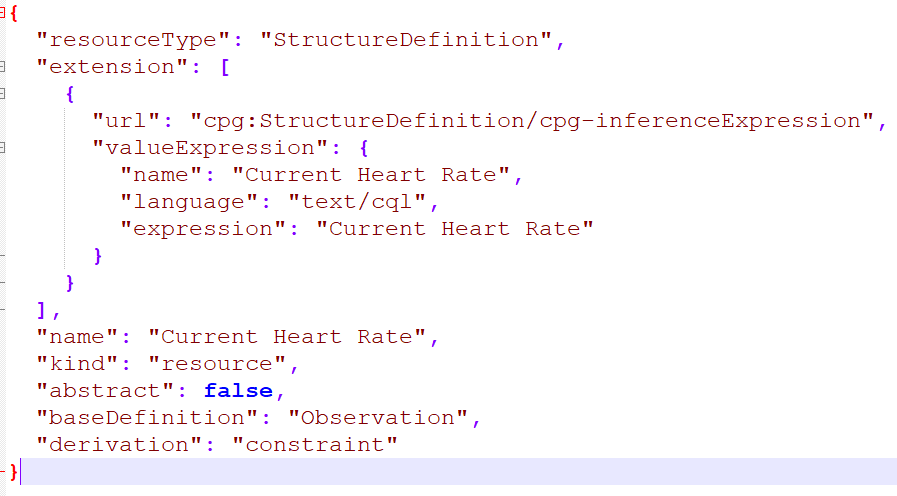 {
"resourceType": "StructureDefinition",
"extension": [
{
"url": "cpg:StructureDefinition/cpg-inferenceExpression",
"valueExpression": {
"name": "Current Heart Rate",
"language": "text/cql",
"expression": "Current Heart Rate"
}
}
],
"name": "Current Heart Rate",
"kind": "resource",
"abstract": false,
"baseDefinition": "Observation",
"derivation": "constraint"
}